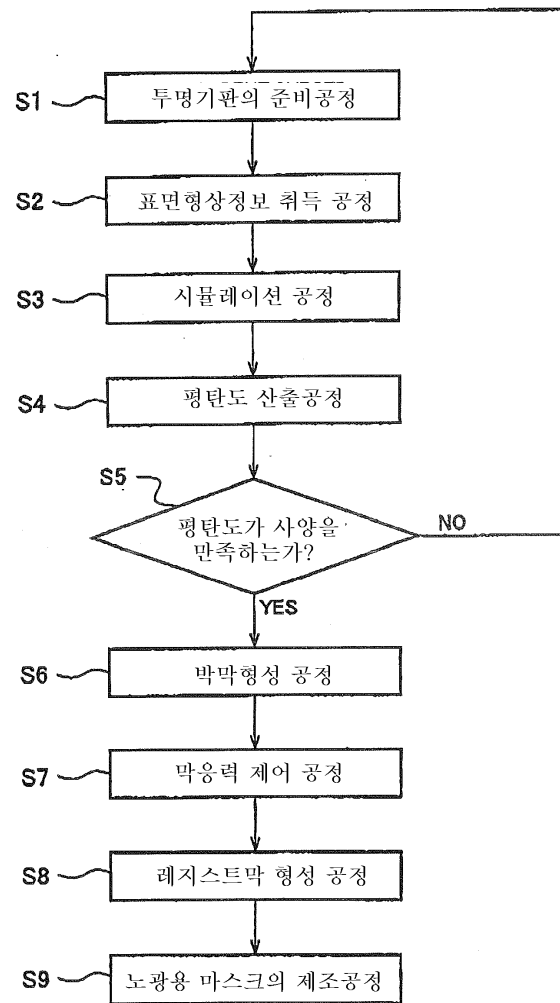 S1
투명기판의 준비공정
S2
표면형상정보 취득 공정
S3
시뮬레이션 공정
S4
평탄도 산출공정
S5
평탄도가 사양을
만족하는가?
NO
YES
S6
박막형성 공정
S7
막응력 제어 공정
S8
레지스트막 형성 공정
S9
노광용 마스크의 제조공정